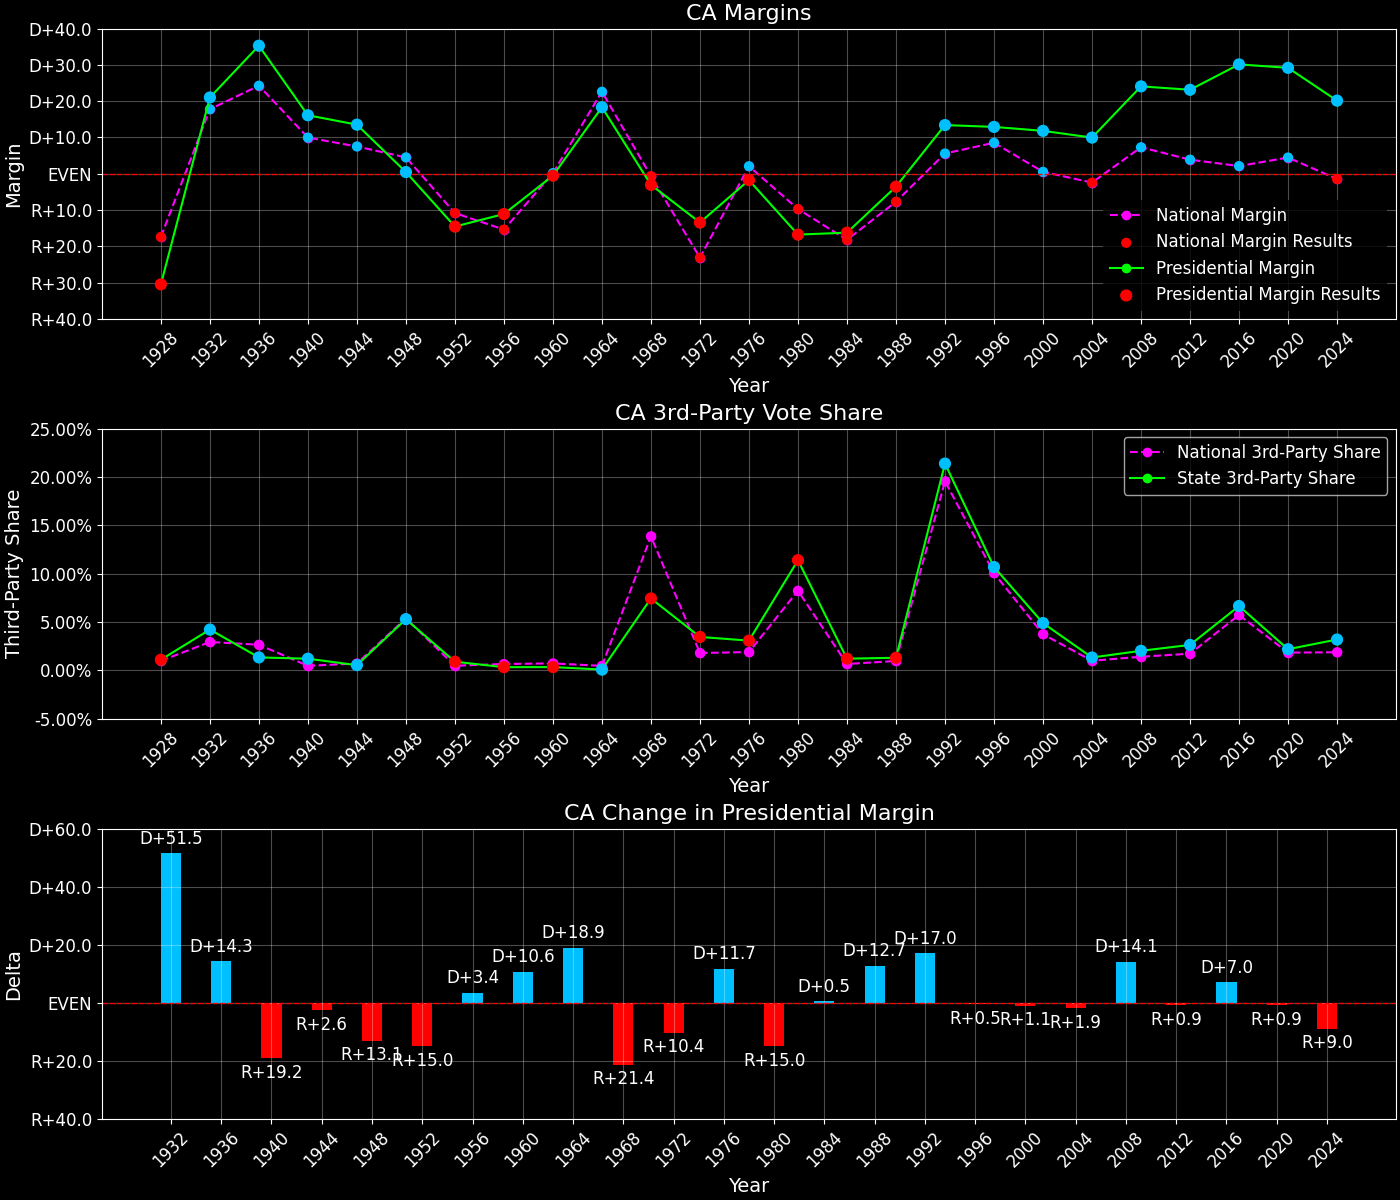 CA Margins
D+40.0
D+30.0
D+20.0
D+10.0
EVEN
R+10.0
R+20.0
R+30.0
R+40.0
Margin
National Margin
National Margin Results
Presidential Margin
Presidential Margin Results
1928 1932 1936 1940 1944 1948 1952 1956 1960 1964 1968 1972 1976 1980 1984 1988 1992 1996 2000 2004 2008 2012 2016 2020 2024
Year
CA 3rd-Party Vote Share
25.00%
20.00%
15.00%
10.00%
5.00%
0.00%
-5.00%
Third-Party Share
National 3rd-Party Share
State 3rd-Party Share
1928 1932 1936 1940 1944 1948 1952 1956 1960 1964 1968 1972 1976 1980 1984 1988 1992 1996 2000 2004 2008 2012 2016 2020 2024
Year
CA Change in Presidential Margin
D+60.0
D+40.0
D+20.0
EVEN
R+20.0
R+40.0
Delta
D+51.5
D+14.3
R+19.2
R+2.6
R+13.1
R+15.0
D+3.4
D+10.6
D+18.9
R+21.4
R+10.4
D+11.7
R+15.0
D+0.5
D+12.7
D+17.0
R+0.5
R+1.1
R+1.9
D+14.1
R+0.9
D+7.0
R+0.9
R+9.0
1932 1936 1940 1944 1948 1952 1956 1960 1964 1968 1972 1976 1980 1984 1988 1992 1996 2000 2004 2008 2012 2016 2020 2024
Year